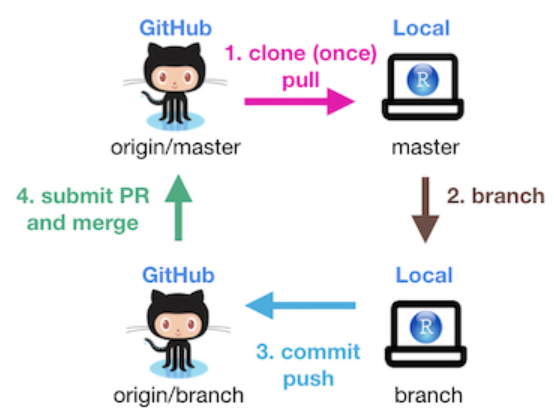 GitHub
Local
1. clone (once)
pull
R
origin/master
master
4. submit PR
and merge
2. branch
GitHub
Local
R
3. commit
push
origin/branch
branch